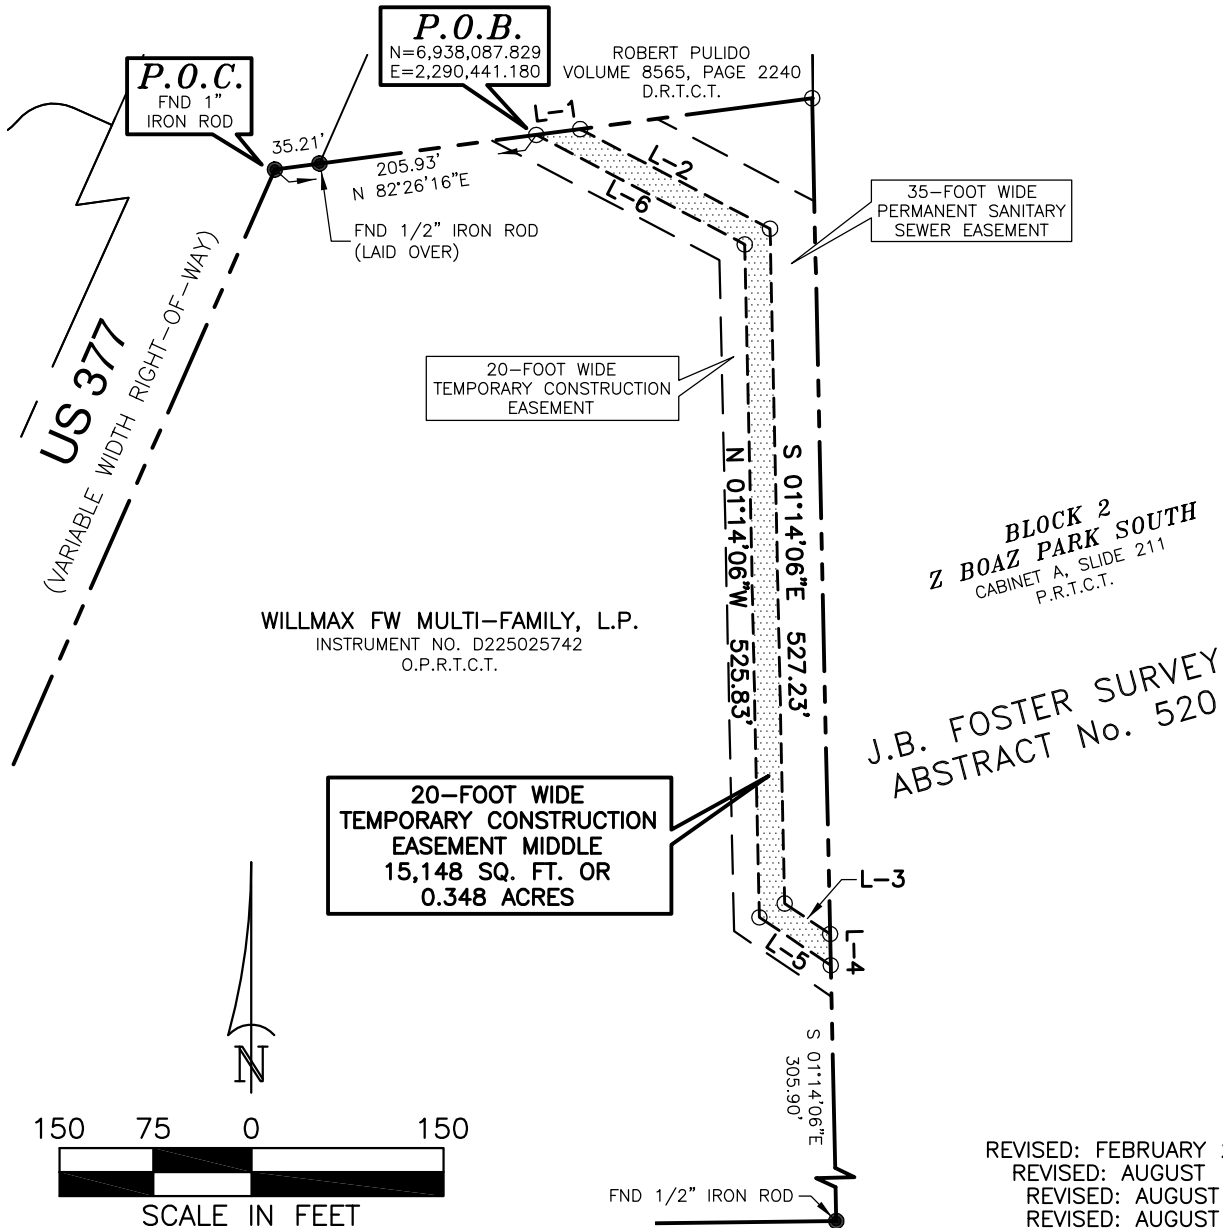 P.O.C.
FND 1"
IRON ROD
P.O.B.
N=6,938,087.829
E=2,290,441.180
ROBERT PULIDO
VOLUME 8565, PAGE 2240
D.R.T.C.T.
35.21'
205.93'
N 82°26'16"E
L-1
L-2
L-6
FND 1/2" IRON ROD
(LAID OVER)
35-FOOT WIDE
PERMANENT SANITARY
SEWER EASEMENT
US 377
(VARIABLE WIDTH RIGHT-OF-WAY)
20-FOOT WIDE
TEMPORARY CONSTRUCTION
EASEMENT
N 01°14'06"W 525.83'
S 01°14'06"E 527.23'
BLOCK 2
Z BOAZ PARK SOUTH
CABINET A, SLIDE 211
P.R.T.C.T.
WILLMAX FW MULTI-FAMILY, L.P.
INSTRUMENT NO. D225025742
O.P.R.T.C.T.
J.B. FOSTER SURVEY
ABSTRACT No. 520
20-FOOT WIDE
TEMPORARY CONSTRUCTION
EASEMENT MIDDLE
15,148 SQ. FT. OR
0.348 ACRES
L-3
L-4
L-5
S 01°14'06"E
305.90'
N
150 75 0 150
SCALE IN FEET
FND 1/2" IRON ROD
REVISED: FEBRUARY
REVISED: AUGUST
REVISED: AUGUST
REVISED: AUGUST